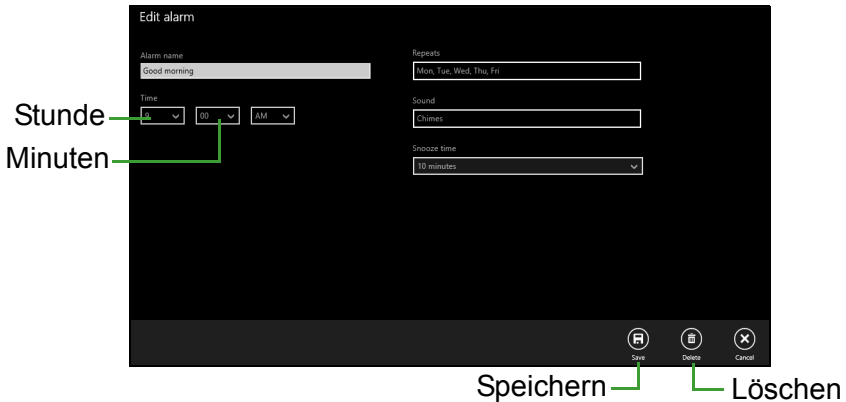 Edit alarm
Alarm name
Good morning
Time
9
00
AM
Repeats
Mon, Tue, Wed, Thu, Fri
Sound
Chimes
Snooze time
10 minutes
Stunde
Minuten
Save
Delete
Cancel
Speichern
Löschen